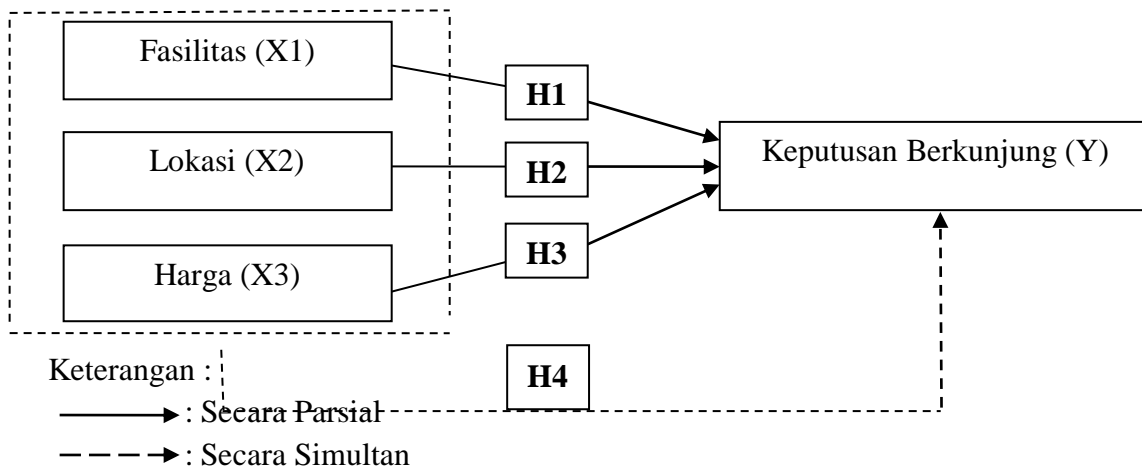 Fasilitas (X1)
H1
Lokasi (X2)
H2
Keputusan Berkunjung (Y)
Harga (X3)
H3
H4
Keterangan :
: Secara Parsial
: Secara Simultan